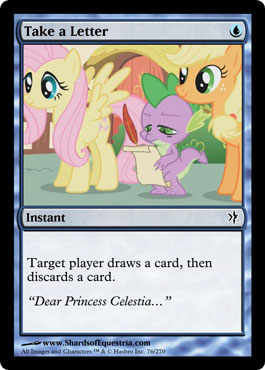 Take a Letter
Instant
Target player draws a card, then
discards a card.
“Dear Princess Celestia…”
www.ShardsofEquestria.com
All Images and Characters ™ & © Hasbro Inc. 76/270